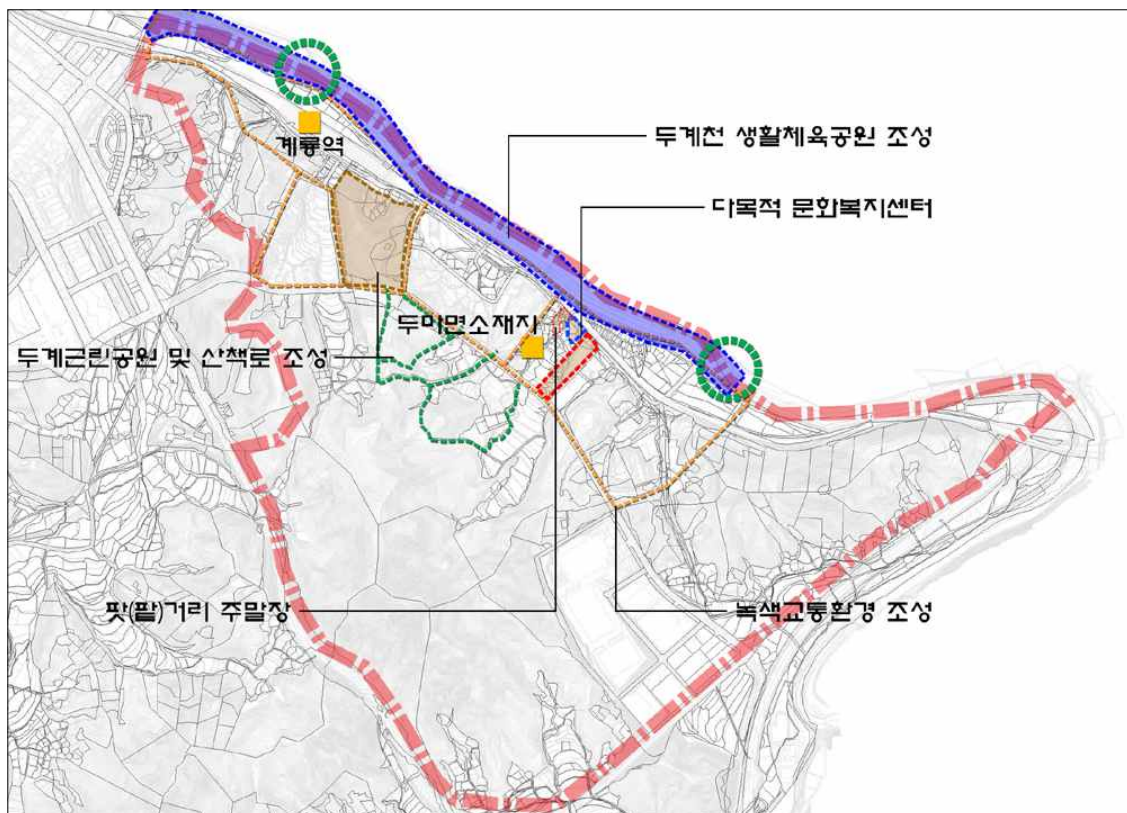 두계천 생활체육공원 조성
계룡역
다목적 문화복지센터
두마면소재지
두계근린공원 및 산책로 조성
팟(팥)거리 주말장
녹색교통환경 조성